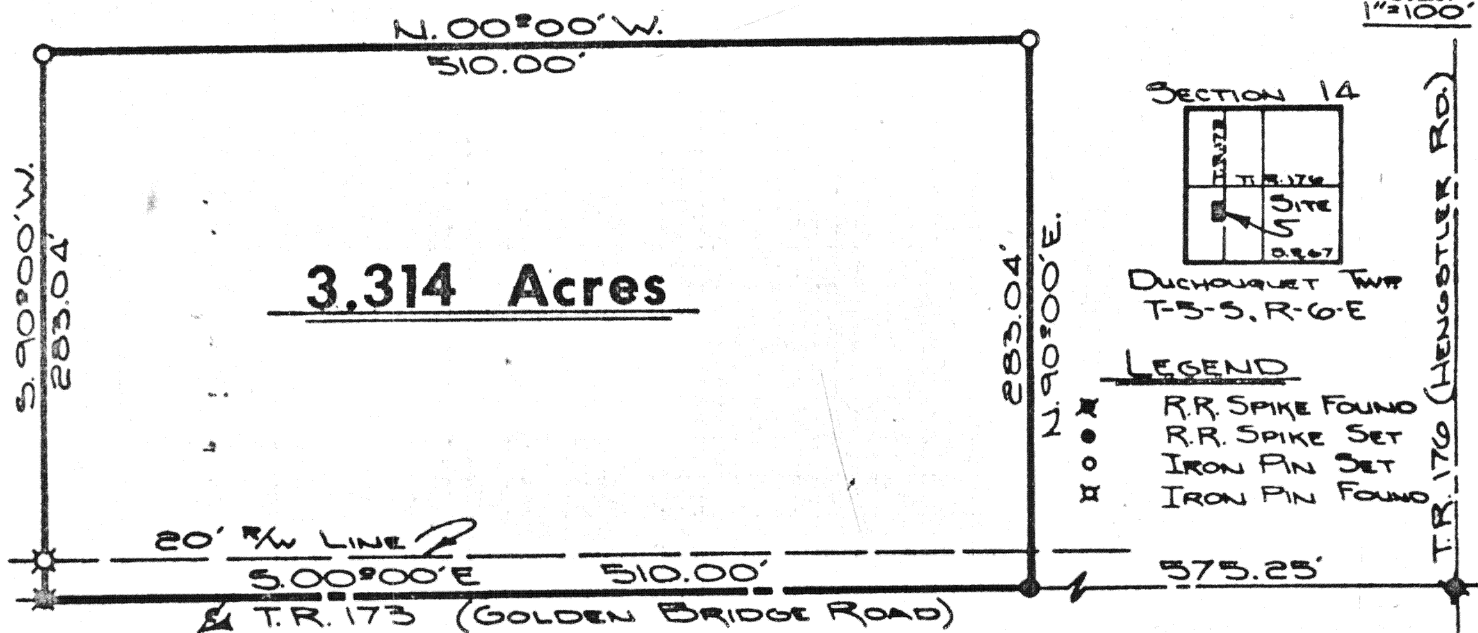 1"=100'
N. 00°00' W.
510.00'
S. 90°00' W.
283.04'
3.314 Acres
283.04'
N. 90°00' E.
SECTION 14
T.R. 173
T.R. 176
SITE
DUCHOUQUET TWP
T-5-S, R-6-E
LEGEND
R.R. SPIKE FOUND
R.R. SPIKE SET
IRON PIN SET
IRON PIN FOUND
T.R. 176 (HENGSTLER RD.)
20' R/W LINE
S. 00°00' E 510.00'
575.25'
℄ T.R. 173 (GOLDEN BRIDGE ROAD)